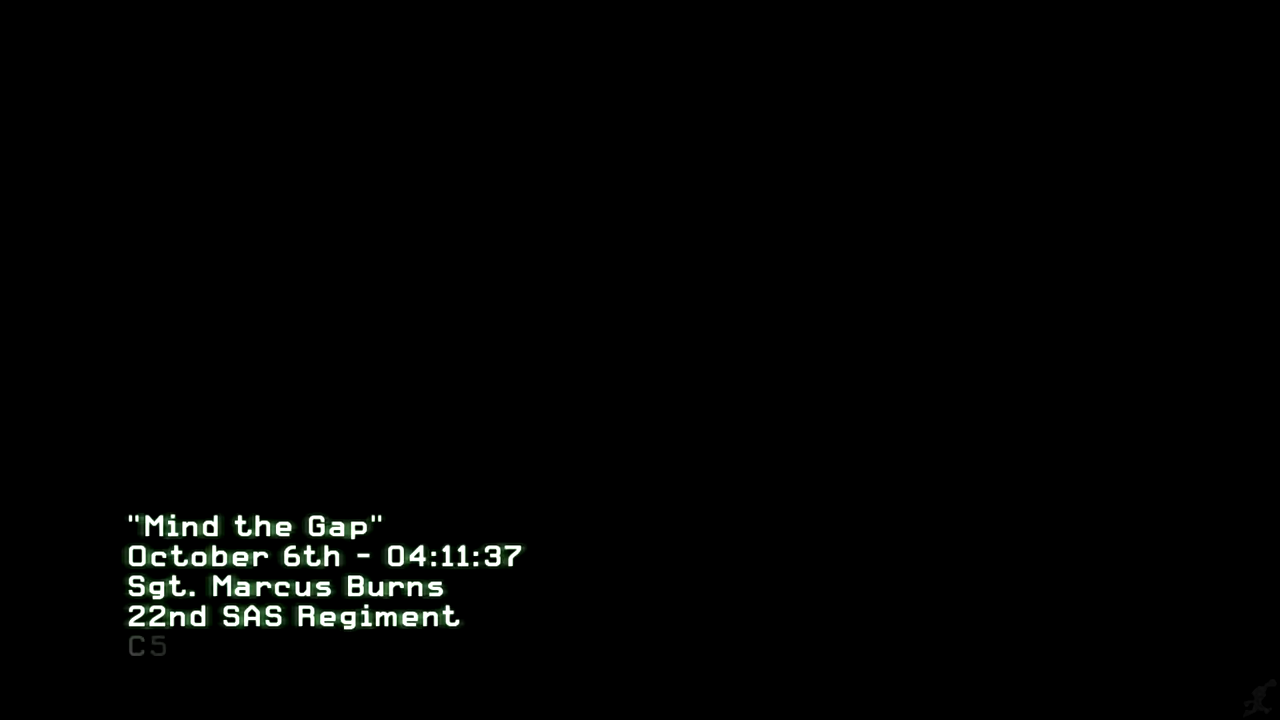 "Mind the Gap"
October 6th - 04:11:37
Sgt. Marcus Burns
22nd SAS Regiment
C5